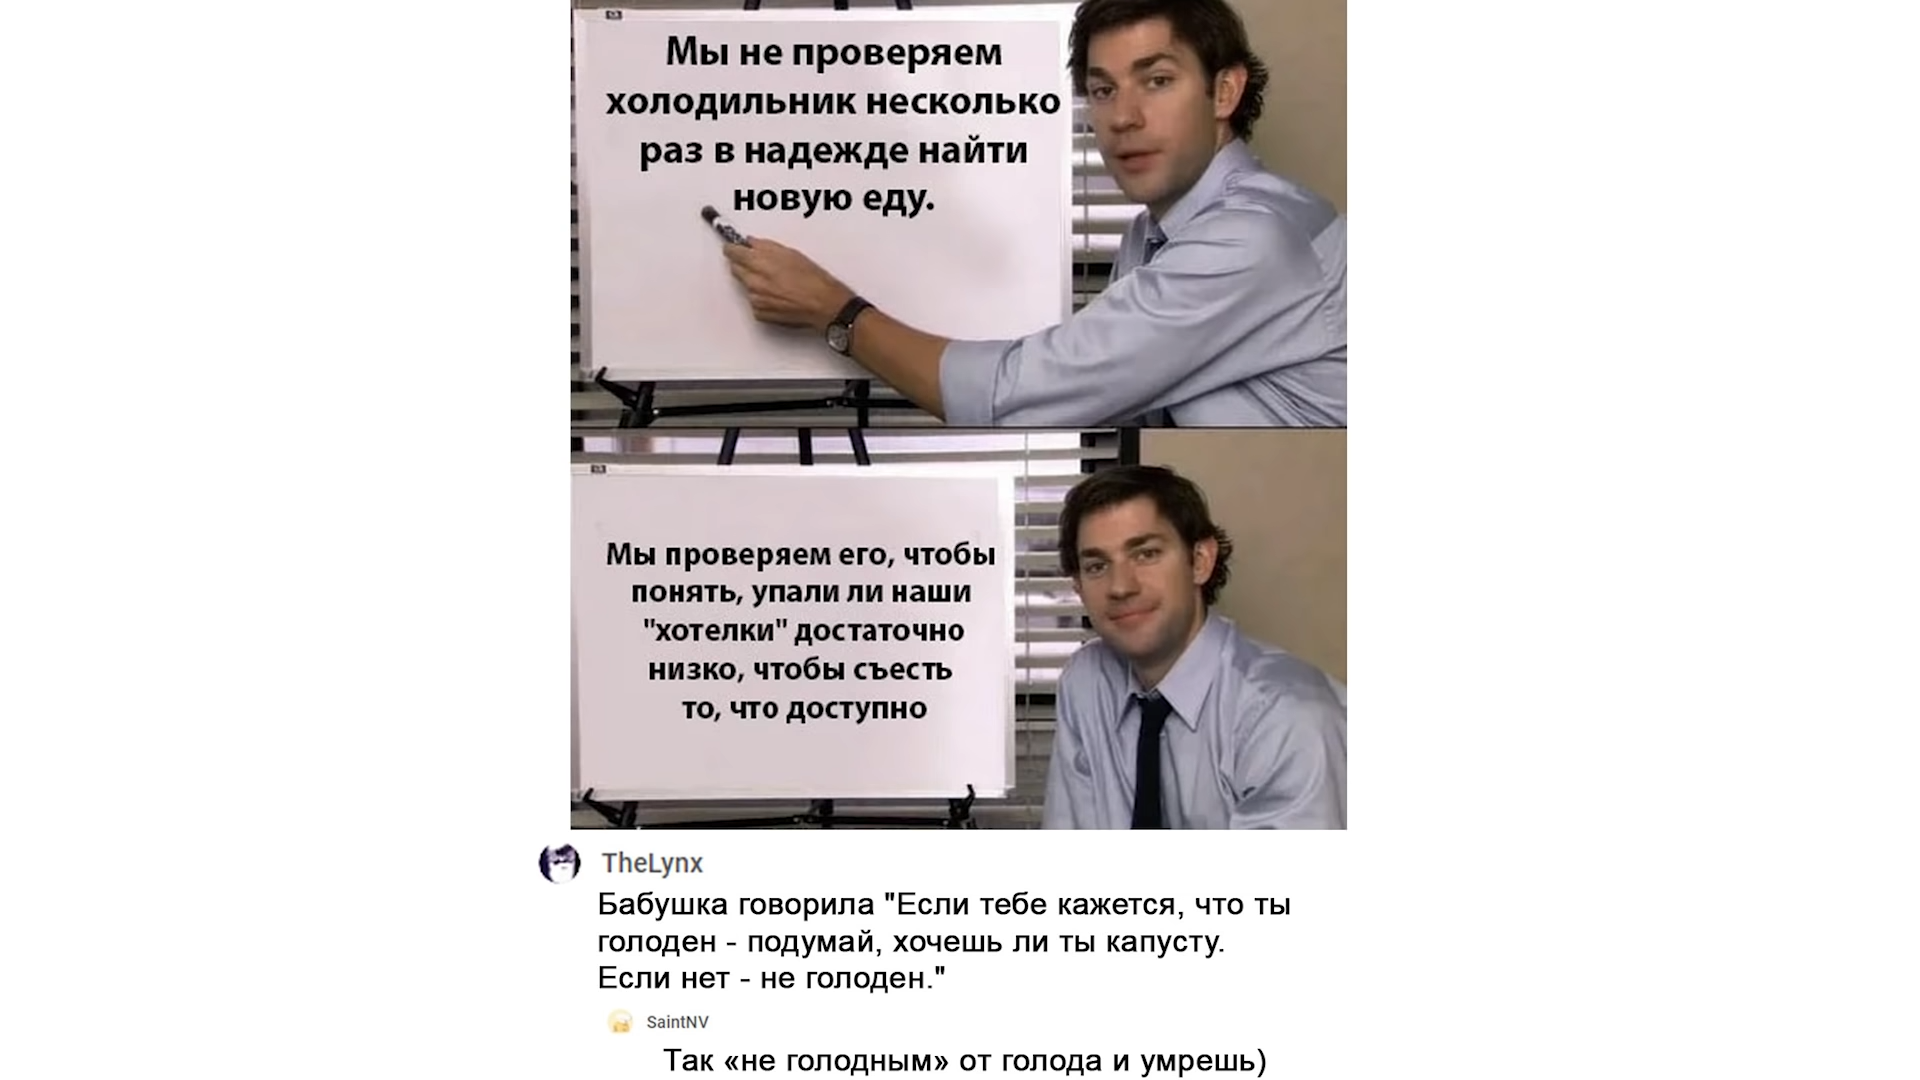 Мы не проверяем
холодильник несколько
раз в надежде найти
новую еду.
Мы проверяем его, чтобы
понять, упали ли наши
"хотелки" достаточно
низко, чтобы съесть
то, что доступно
TheLynx
Бабушка говорила "Если тебе кажется, что ты
голоден - подумай, хочешь ли ты капусту.
Если нет - не голоден."
SaintNV
Так «не голодным» от голода и умрешь)